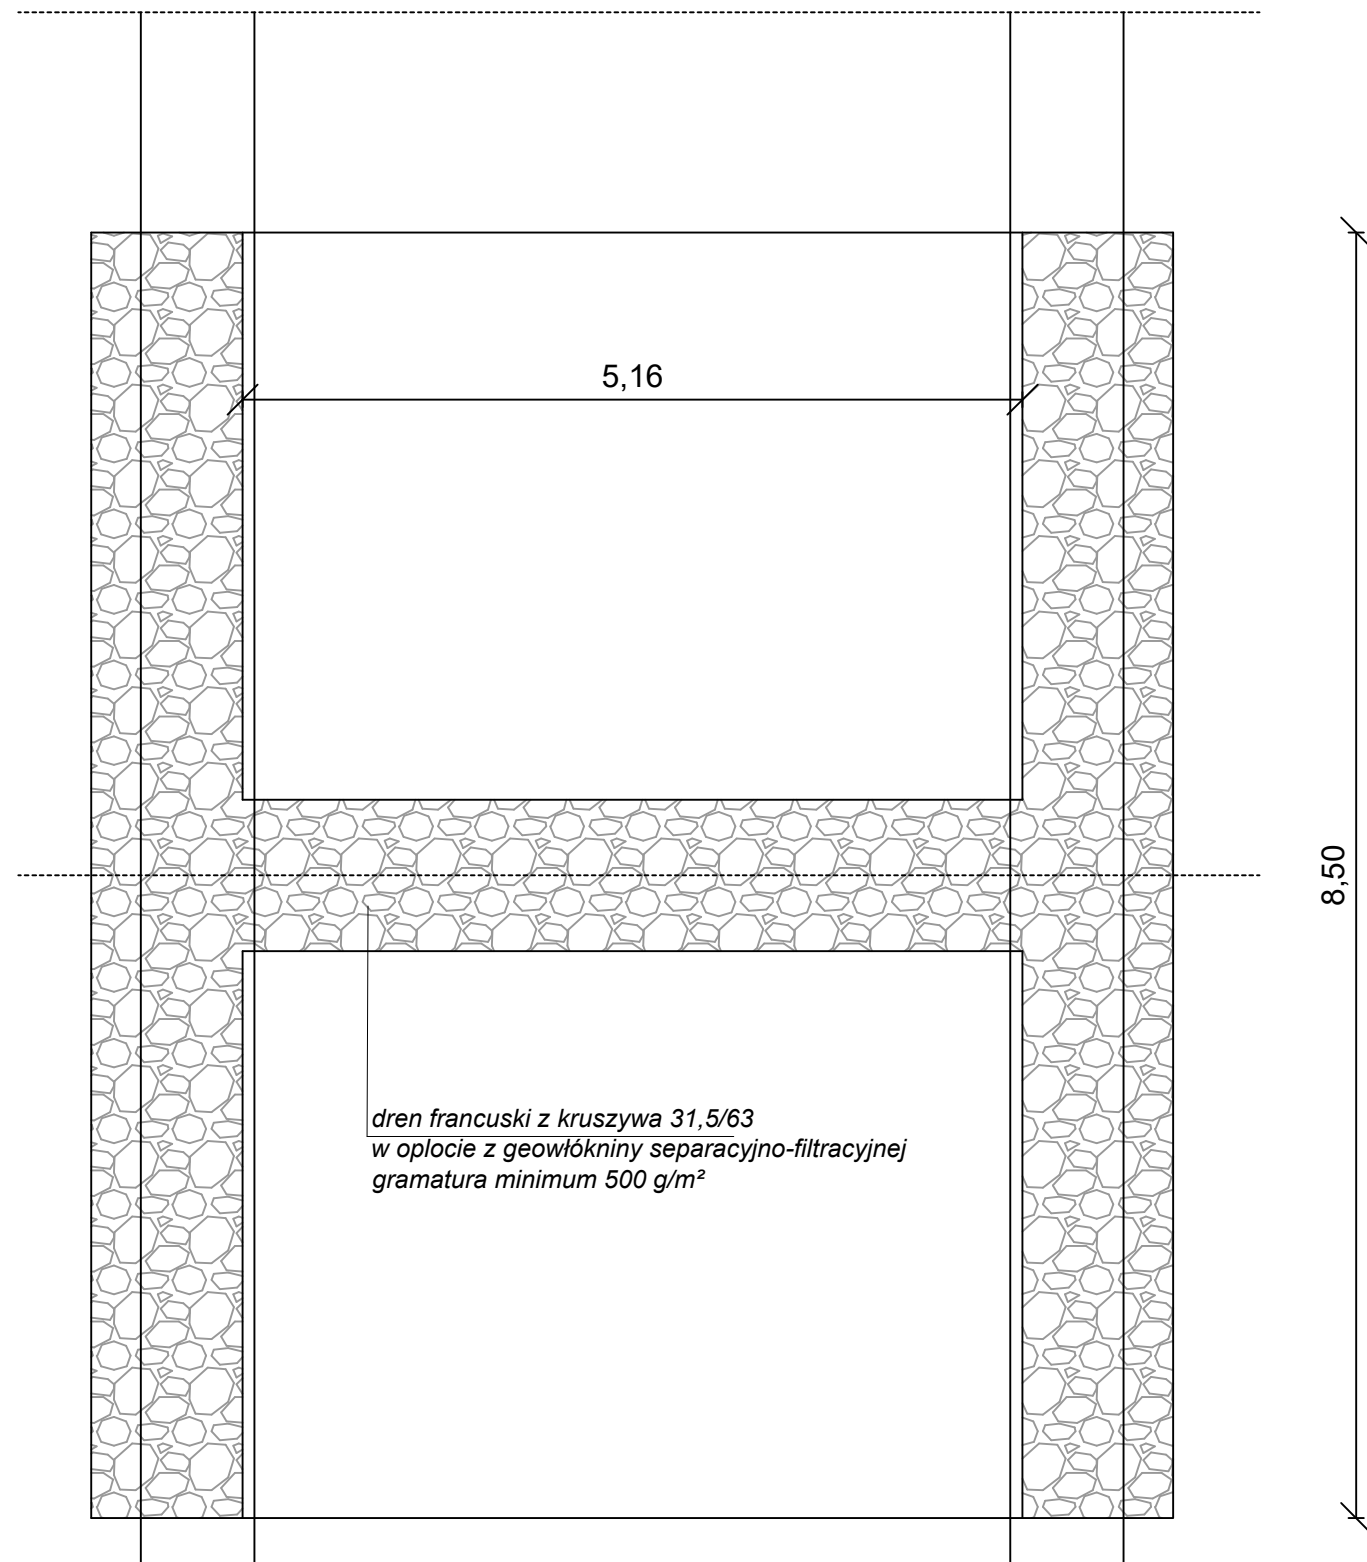 5,16
8,50
dren francuski z kruszywa 31,5/63
w oplocie z geowłókniny separacyjno-filtracyjnej
gramatura minimum 500 g/m²